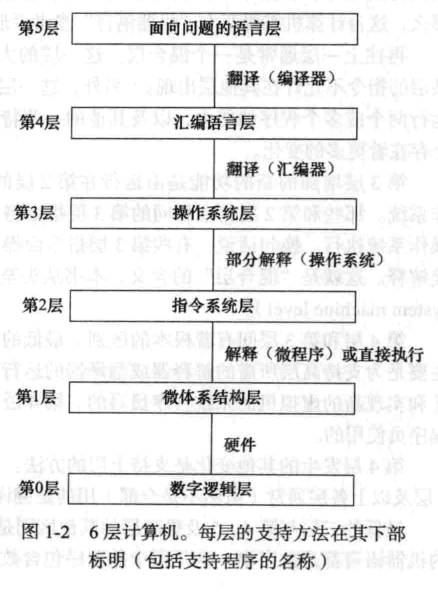 第5层 面向问题的语言层
翻译（编译器）
第4层 汇编语言层
翻译（汇编器）
第3层 操作系统层
部分解释（操作系统）
第2层 指令系统层
解释（微程序）或直接执行
第1层 微体系结构层
硬件
第0层 数字逻辑层
图 1-2 6 层计算机。每层的支持方法在其下部
标明（包括支持程序的名称）